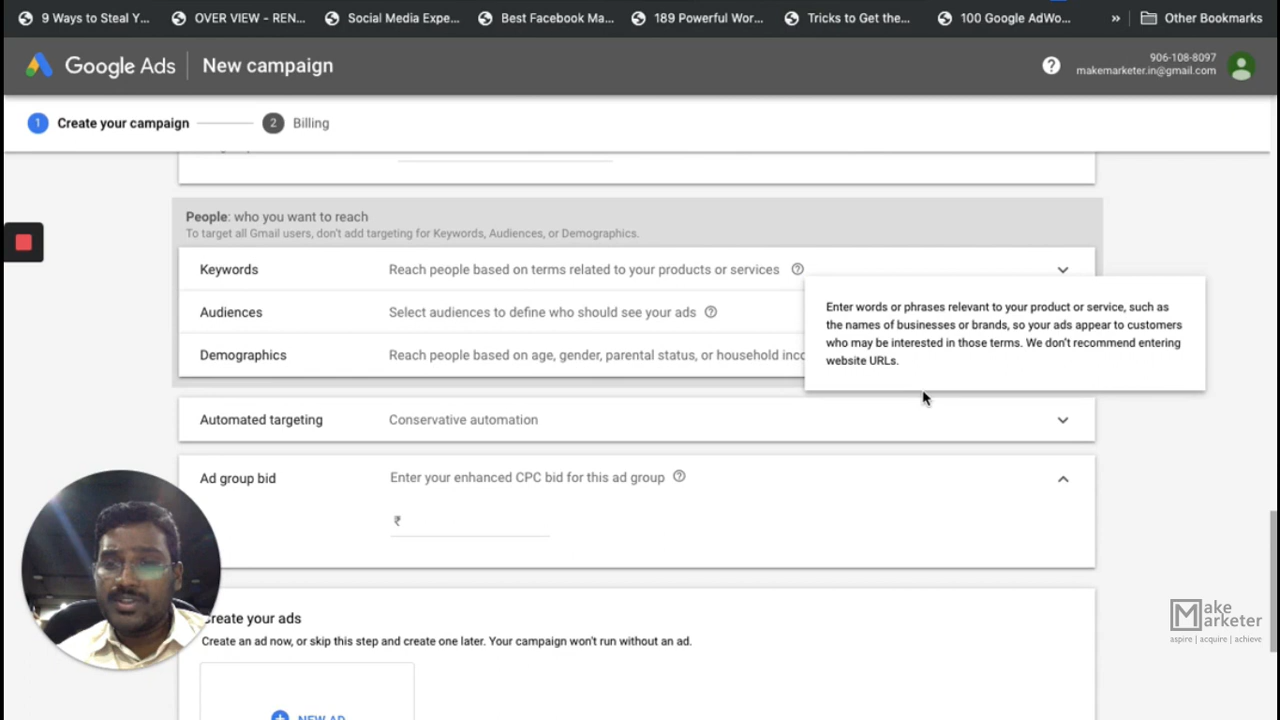 9 Ways to Steal Y...
OVER VIEW - REN...
Social Media Expe...
Best Facebook Ma...
189 Powerful Wor...
Tricks to Get the...
100 Google AdWo...
»
Other Bookmarks
Google Ads
New campaign
?
906-108-8097
makemarketer.in@gmail.com
1 Create your campaign
2 Billing
People: who you want to reach
To target all Gmail users, don't add targeting for Keywords, Audiences, or Demographics.
Keywords Reach people based on terms related to your products or services ?
Audiences Select audiences to define who should see your ads ?
Demographics Reach people based on age, gender, parental status, or household inco
Enter words or phrases relevant to your product or service, such as
the names of businesses or brands, so your ads appear to customers
who may be interested in those terms. We don't recommend entering
website URLs.
Automated targeting Conservative automation
Ad group bid Enter your enhanced CPC bid for this ad group ?
₹
Create your ads
Create an ad now, or skip this step and create one later. Your campaign won't run without an ad.
+ NEW AD
Make
Marketer
aspire | acquire | achieve